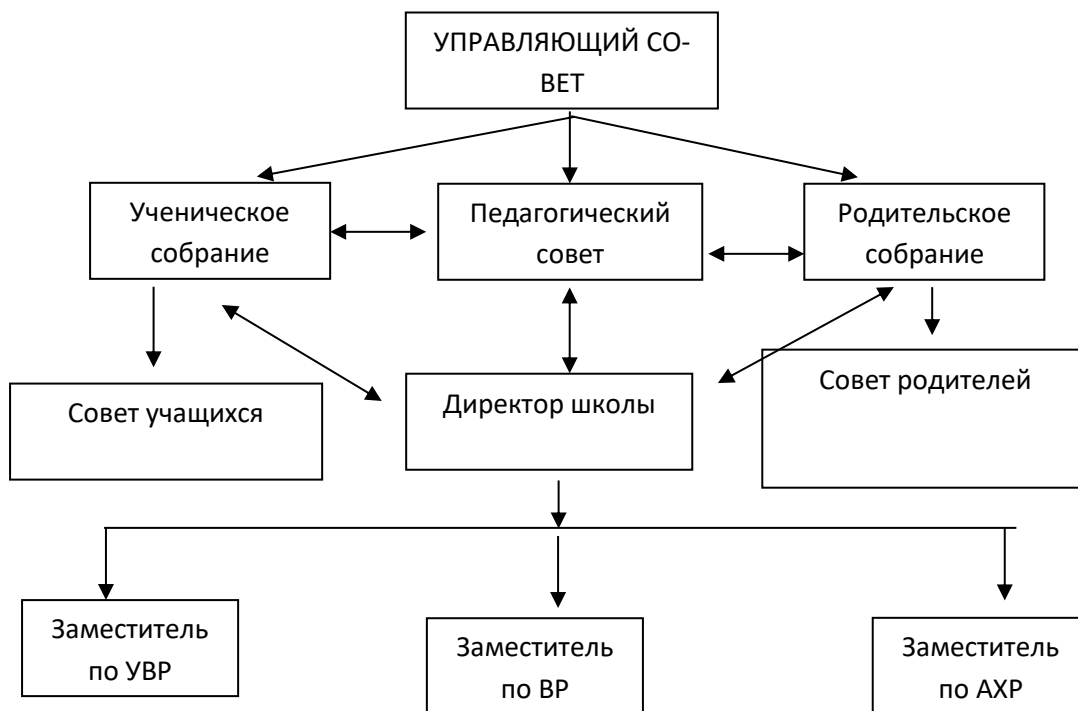 УПРАВЛЯЮЩИЙ СО-
ВЕТ
Ученическое
собрание
Педагогический
совет
Родительское
собрание
Совет учащихся
Директор школы
Совет родителей
Заместитель
по УВР
Заместитель
по ВР
Заместитель
по АХР